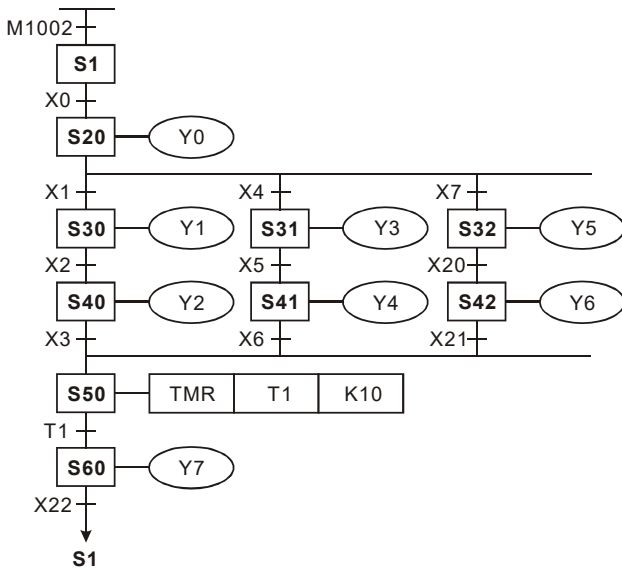 M1002
S1
X0
S20 Y0
X1 X4 X7
S30 Y1 S31 Y3 S32 Y5
X2 X5 X20
S40 Y2 S41 Y4 S42 Y6
X3 X6 X21
S50 TMR T1 K10
T1
S60 Y7
X22
S1